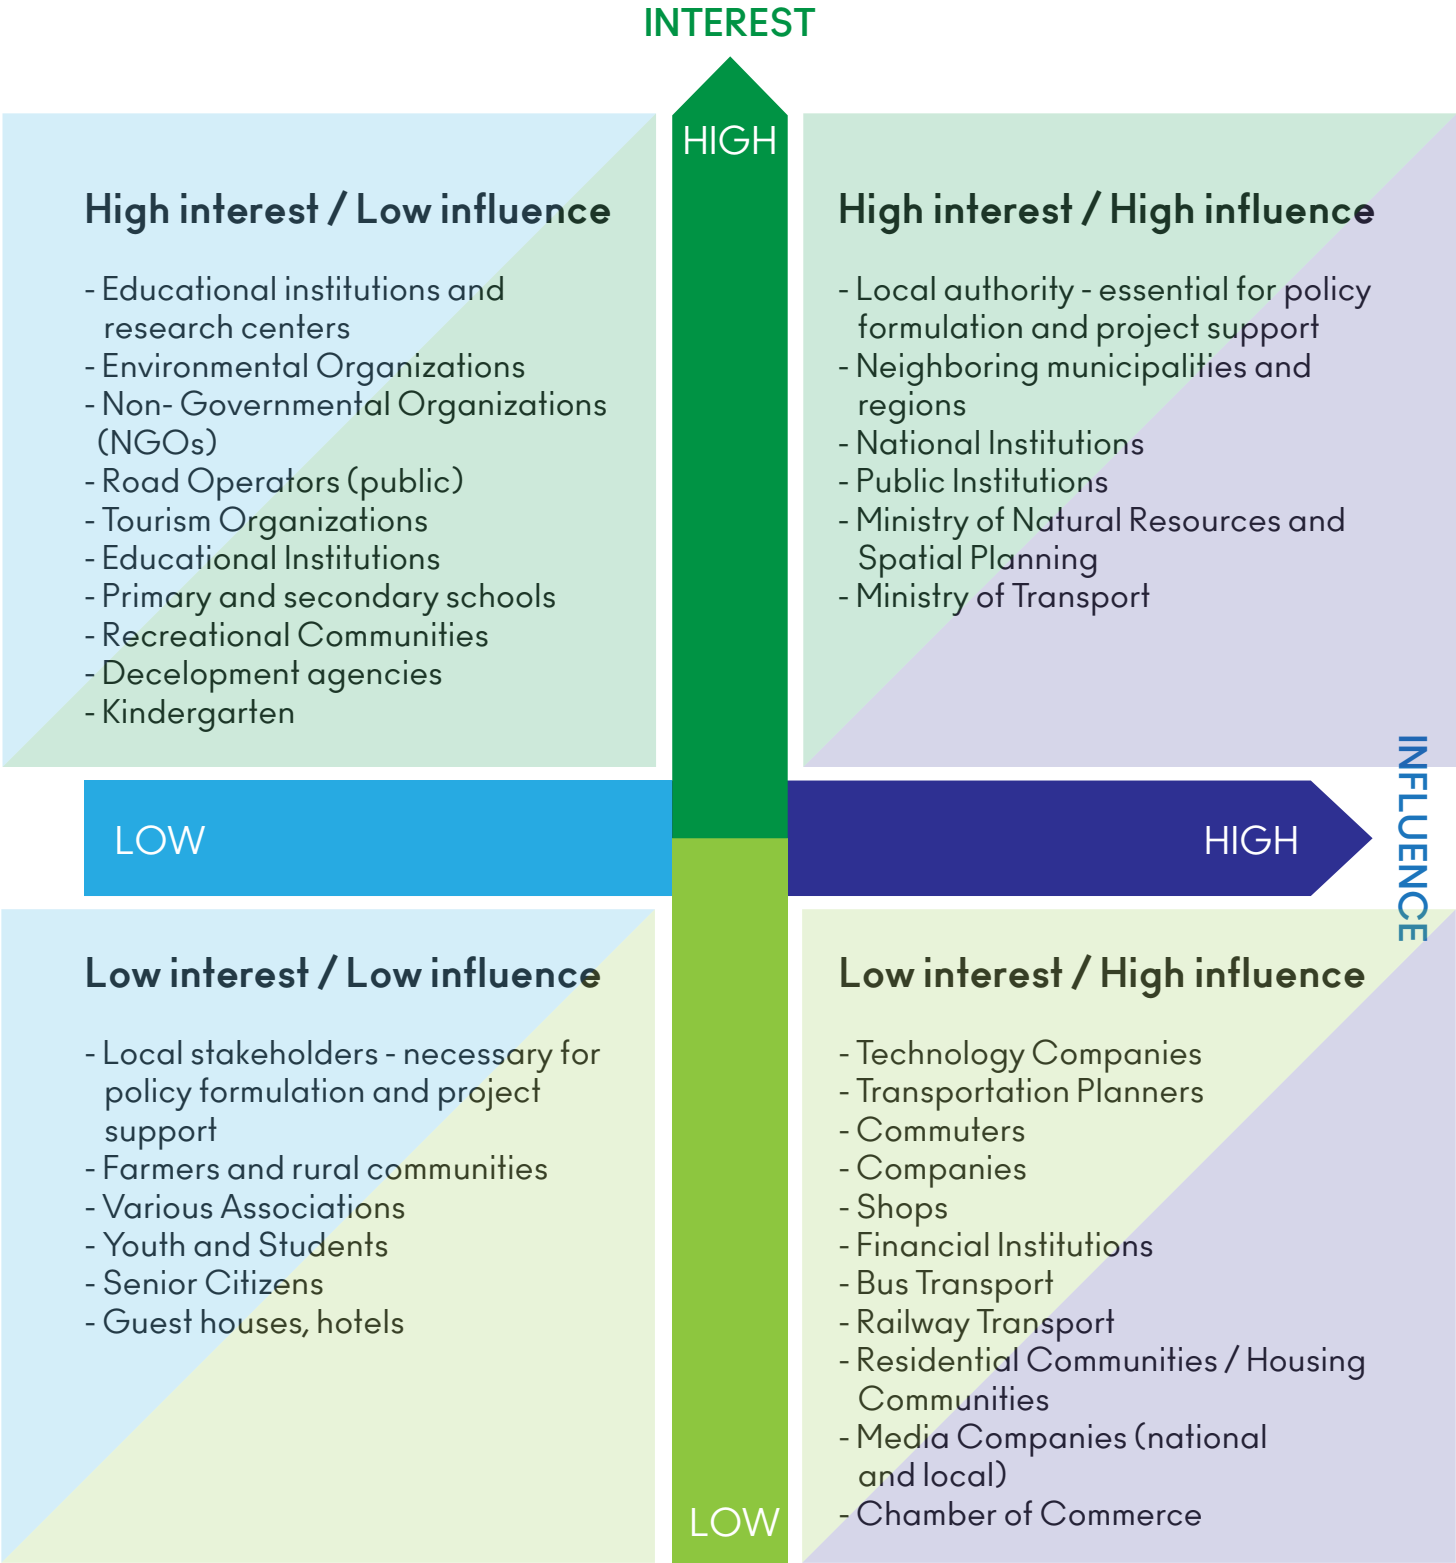 INTEREST
HIGH
High interest / Low influence
- Educational institutions and
research centers
- Environmental Organizations
- Non- Governmental Organizations
(NGOs)
- Road Operators (public)
- Tourism Organizations
- Educational Institutions
- Primary and secondary schools
- Recreational Communities
- Decelopment agencies
- Kindergarten
High interest / High influence
- Local authority - essential for policy
formulation and project support
- Neighboring municipalities and
regions
- National Institutions
- Public Institutions
- Ministry of Natural Resources and
Spatial Planning
- Ministry of Transport
LOW
HIGH
INFLUENCE
Low interest / Low influence
- Local stakeholders - necessary for
policy formulation and project
support
- Farmers and rural communities
- Various Associations
- Youth and Students
- Senior Citizens
- Guest houses, hotels
Low interest / High influence
- Technology Companies
- Transportation Planners
- Commuters
- Companies
- Shops
- Financial Institutions
- Bus Transport
- Railway Transport
- Residential Communities / Housing
Communities
- Media Companies (national
and local)
- Chamber of Commerce
LOW